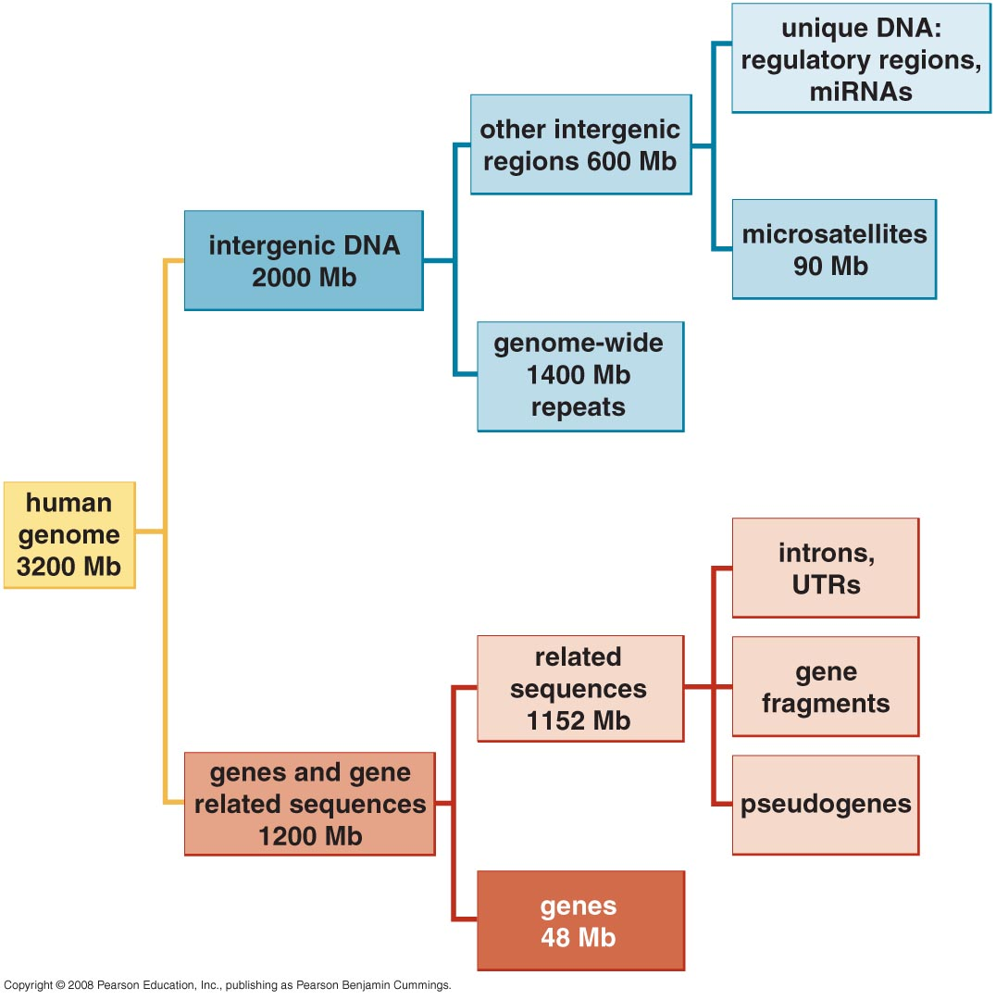 unique DNA:
regulatory regions,
miRNAs
other intergenic
regions 600 Mb
microsatellites
90 Mb
intergenic DNA
2000 Mb
genome-wide
1400 Mb
repeats
human
genome
3200 Mb
introns,
UTRs
related
sequences
1152 Mb
gene
fragments
genes and gene
related sequences
1200 Mb
pseudogenes
genes
48 Mb
Copyright © 2008 Pearson Education, Inc., publishing as Pearson Benjamin Cummings.